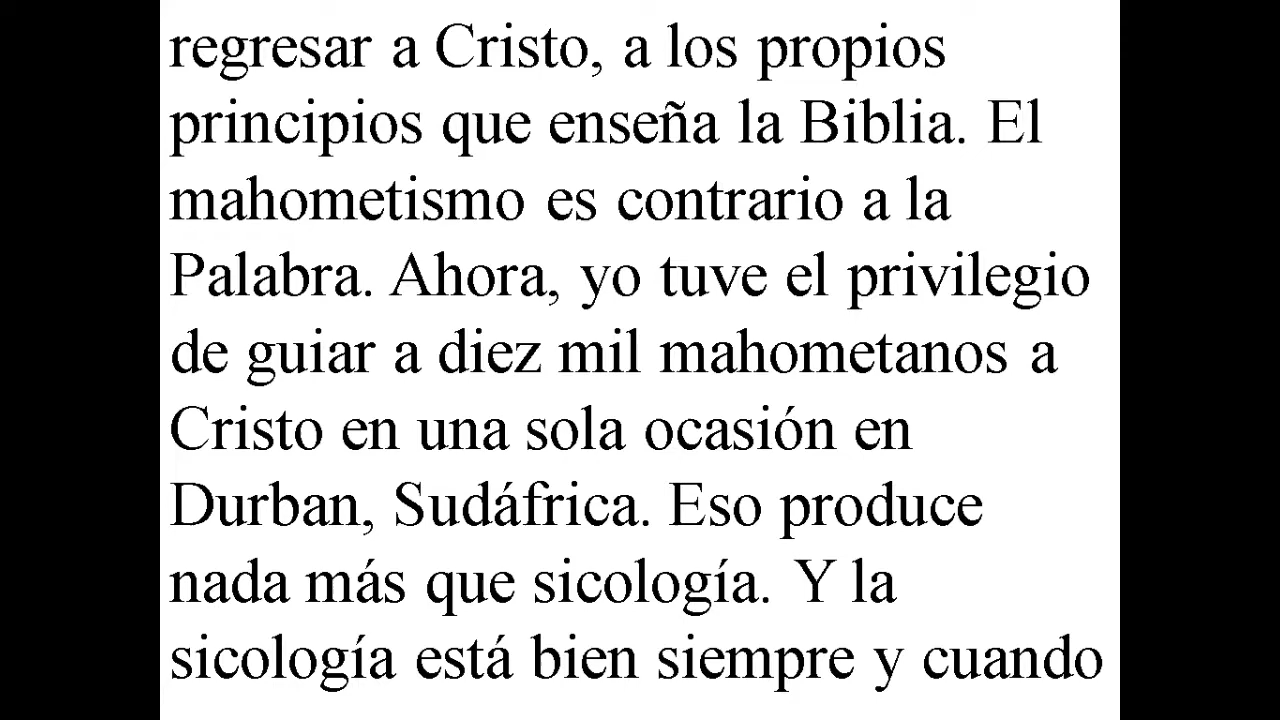 regresar a Cristo, a los propios
principios que enseña la Biblia. El
mahometismo es contrario a la
Palabra. Ahora, yo tuve el privilegio
de guiar a diez mil mahometanos a
Cristo en una sola ocasión en
Durban, Sudáfrica. Eso produce
nada más que sicología. Y la
sicología está bien siempre y cuando